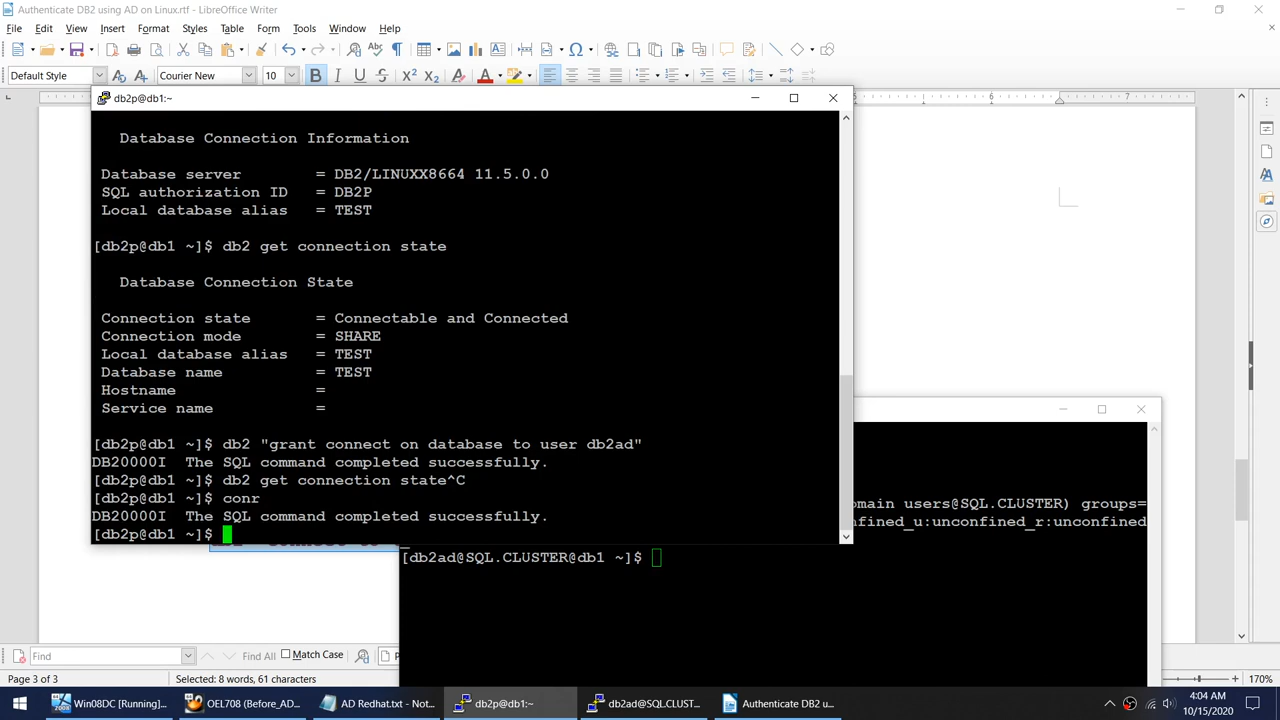 Authenticate DB2 using AD on Linux.rtf - LibreOffice Writer
File Edit View Insert Format Styles Table Form Tools Window Help
Default Style Courier New 10
6 7
db2p@db1:~
Database Connection Information
Database server = DB2/LINUXX8664 11.5.0.0
SQL authorization ID = DB2P
Local database alias = TEST
[db2p@db1 ~]$ db2 get connection state
Database Connection State
Connection state = Connectable and Connected
Connection mode = SHARE
Local database alias = TEST
Database name = TEST
Hostname =
Service name =
[db2p@db1 ~]$ db2 "grant connect on database to user db2ad"
DB20000I The SQL command completed successfully.
[db2p@db1 ~]$ db2 get connection state^C
[db2p@db1 ~]$ conr
DB20000I The SQL command completed successfully.
[db2p@db1 ~]$
omain users@SQL.CLUSTER) groups=
nfined_u:unconfined_r:unconfined
[db2ad@SQL.CLUSTER@db1 ~]$
Find Find All Match Case
Page 3 of 3 Selected: 8 words, 61 characters 170%
Win08DC [Running]... OEL708 (Before_AD... AD Redhat.txt - Not... db2p@db1:~ db2ad@SQL.CLUST... Authenticate DB2 u...
4:04 AM
10/15/2020